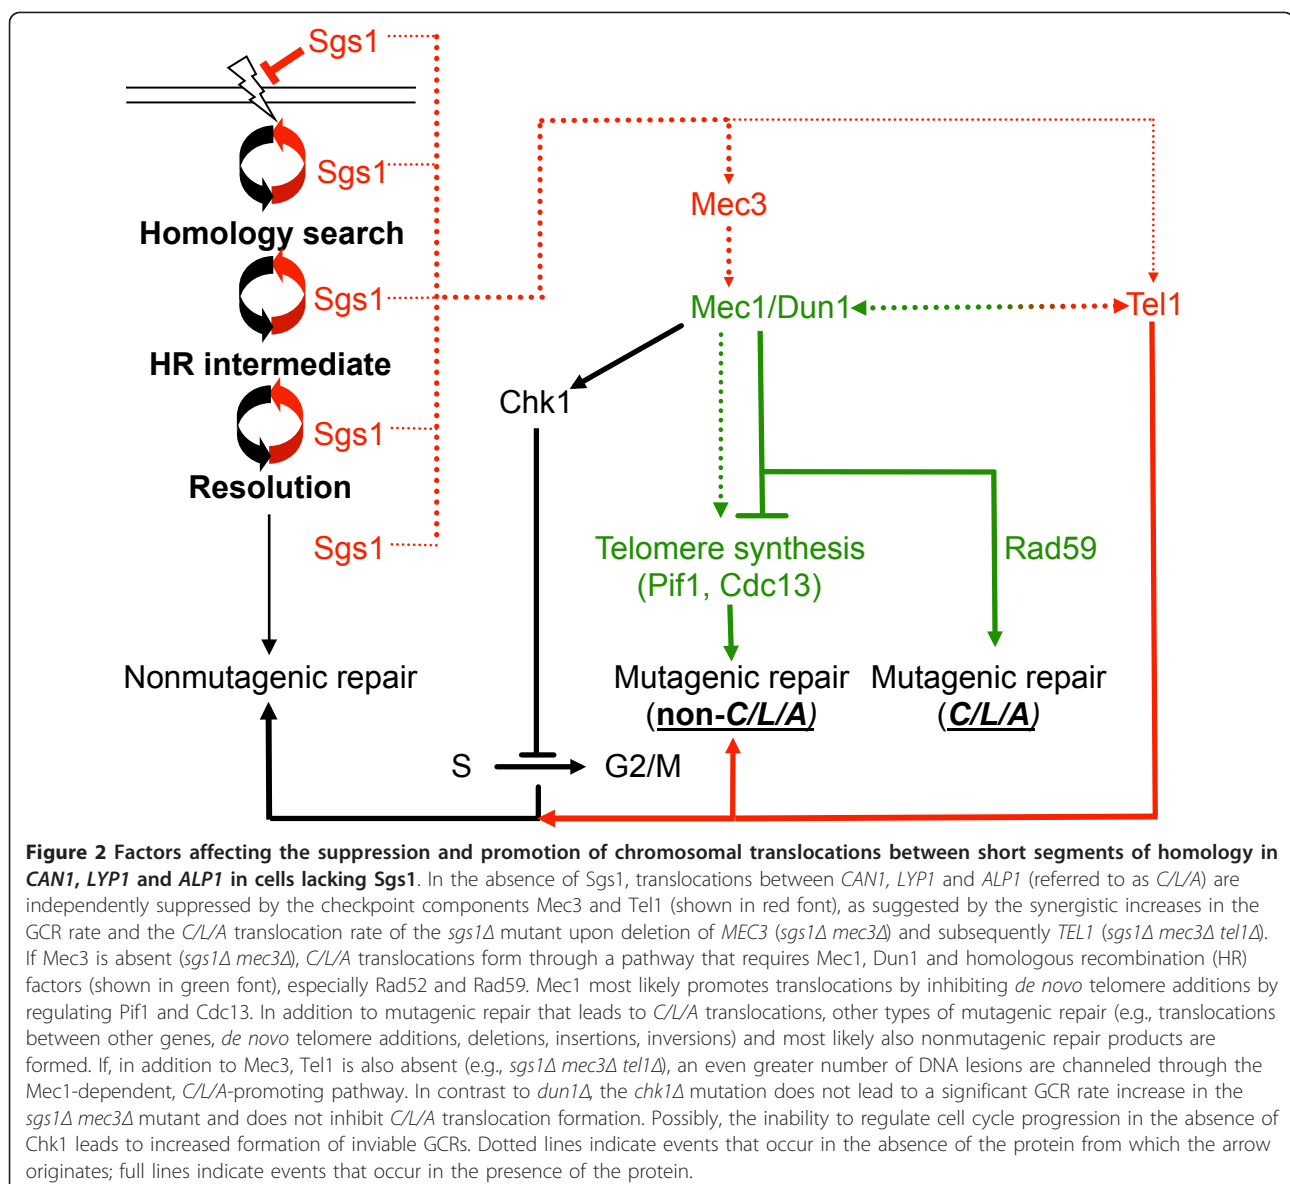 Sgs1
Sgs1
Homology search
Sgs1
HR intermediate
Sgs1
Resolution
Sgs1
Nonmutagenic repair
Mec3
Mec1/Dun1
Tel1
Chk1
Telomere synthesis
(Pif1, Cdc13)
Rad59
Mutagenic repair
(non-C/L/A)
Mutagenic repair
(C/L/A)
S
G2/M
Figure 2 Factors affecting the suppression and promotion of chromosomal translocations between short segments of homology in
CAN1, LYP1 and ALP1 in cells lacking Sgs1. In the absence of Sgs1, translocations between CAN1, LYP1 and ALP1 (referred to as C/L/A) are
independently suppressed by the checkpoint components Mec3 and Tel1 (shown in red font), as suggested by the synergistic increases in the
GCR rate and the C/L/A translocation rate of the sgs1Δ mutant upon deletion of MEC3 (sgs1Δ mec3Δ) and subsequently TEL1 (sgs1Δ mec3Δ tel1Δ).
If Mec3 is absent (sgs1Δ mec3Δ), C/L/A translocations form through a pathway that requires Mec1, Dun1 and homologous recombination (HR)
factors (shown in green font), especially Rad52 and Rad59. Mec1 most likely promotes translocations by inhibiting de novo telomere additions by
regulating Pif1 and Cdc13. In addition to mutagenic repair that leads to C/L/A translocations, other types of mutagenic repair (e.g., translocations
between other genes, de novo telomere additions, deletions, insertions, inversions) and most likely also nonmutagenic repair products are
formed. If, in addition to Mec3, Tel1 is also absent (e.g., sgs1Δ mec3Δ tel1Δ), an even greater number of DNA lesions are channeled through the
Mec1-dependent, C/L/A-promoting pathway. In contrast to dun1Δ, the chk1Δ mutation does not lead to a significant GCR rate increase in the
sgs1Δ mec3Δ mutant and does not inhibit C/L/A translocation formation. Possibly, the inability to regulate cell cycle progression in the absence of
Chk1 leads to increased formation of inviable GCRs. Dotted lines indicate events that occur in the absence of the protein from which the arrow
originates; full lines indicate events that occur in the presence of the protein.